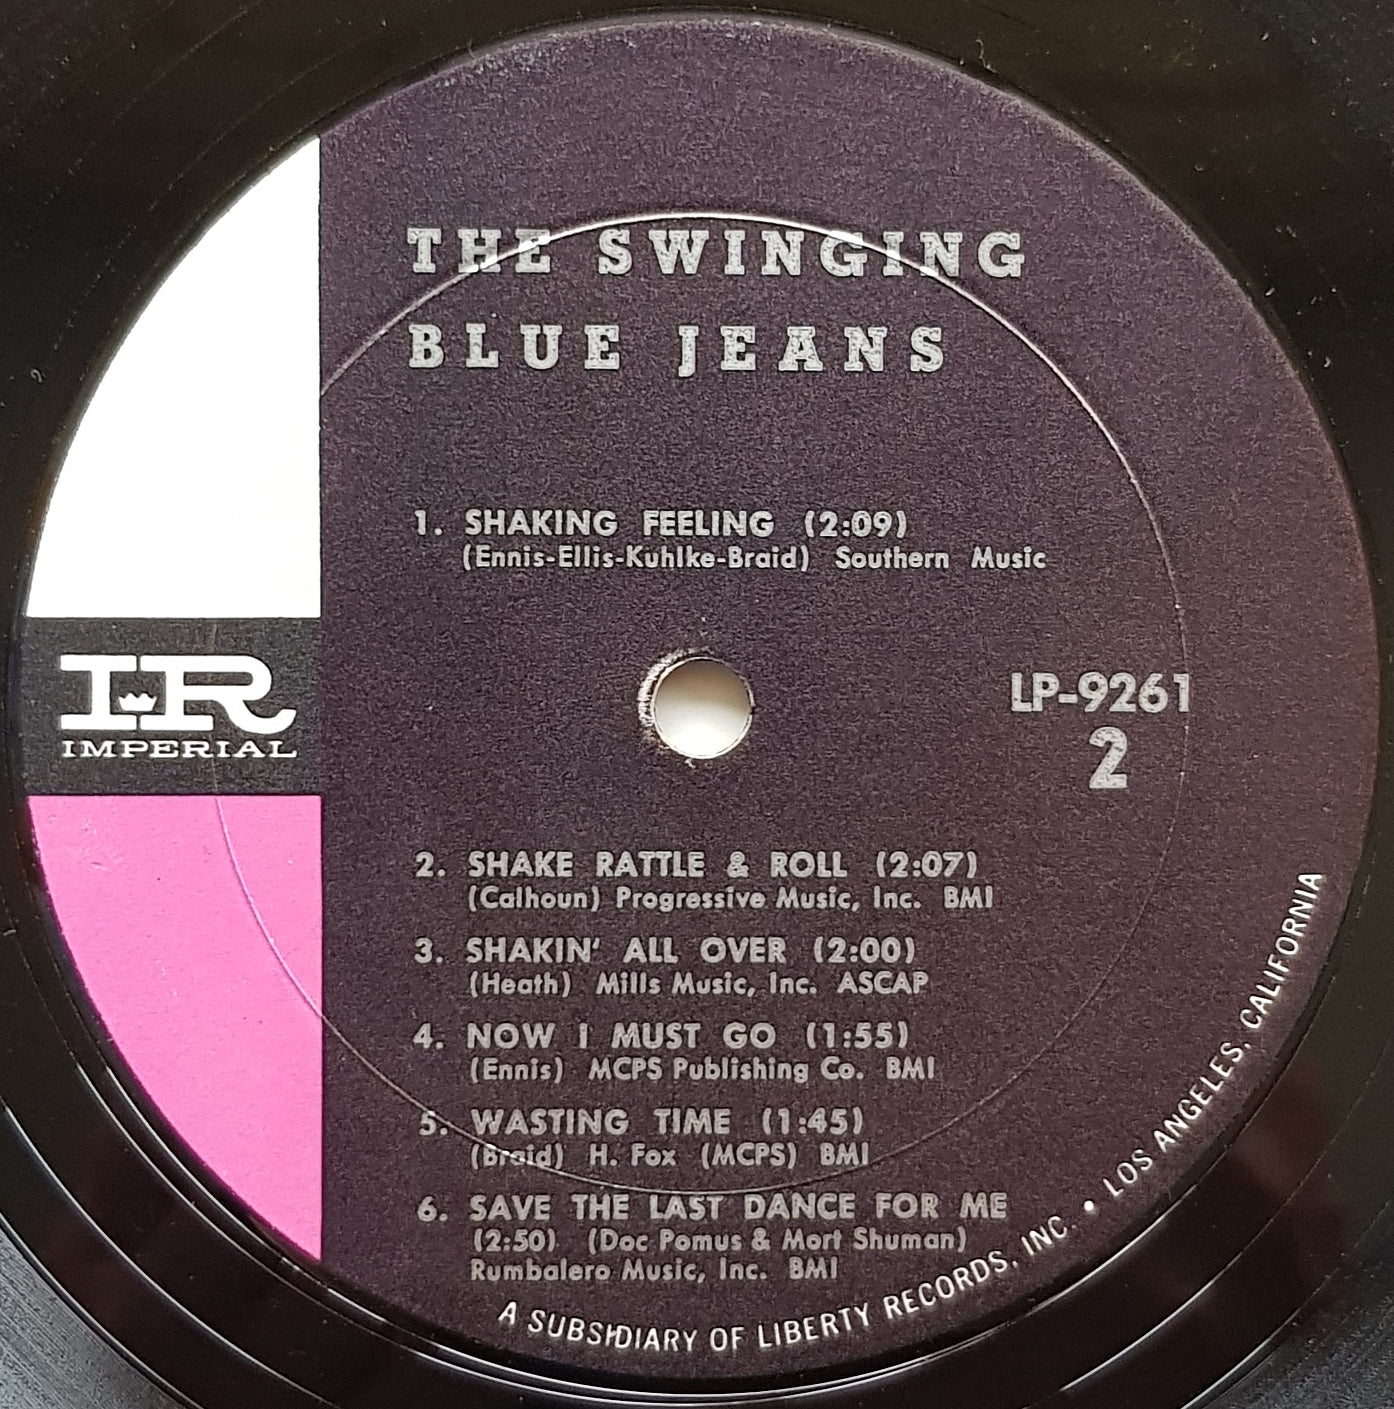 THE SWINGING
BLUE JEANS
1. SHAKING FEELING (2:09)
(Ennis-Ellis-Kuhlke-Braid) Southern Music
IR
IMPERIAL
LP-9261
2
2. SHAKE RATTLE & ROLL (2:07)
(Calhoun) Progressive Music, Inc. BMI
3. SHAKIN' ALL OVER (2:00)
(Heath) Mills Music, Inc. ASCAP
4. NOW I MUST GO (1:55)
(Ennis) MCPS Publishing Co. BMI
5. WASTING TIME (1:45)
(Braid) H. Fox (MCPS) BMI
6. SAVE THE LAST DANCE FOR ME
(2:50) (Doc Pomus & Mort Shuman)
Rumbalero Music, Inc. BMI
A SUBSIDIARY OF LIBERTY RECORDS, INC. • LOS ANGELES, CALIFORNIA